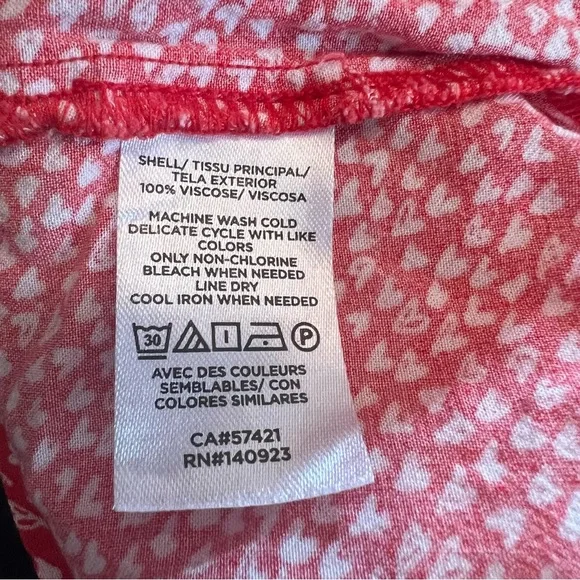 SHELL/ TISSU PRINCIPAL/
TELA EXTERIOR
100% VISCOSE/ VISCOSA
MACHINE WASH COLD
DELICATE CYCLE WITH LIKE
COLORS
ONLY NON-CHLORINE
BLEACH WHEN NEEDED
LINE DRY
COOL IRON WHEN NEEDED
30 P
AVEC DES COULEURS
SEMBLABLES/ CON
COLORES SIMILARES
CA#57421
RN#140923